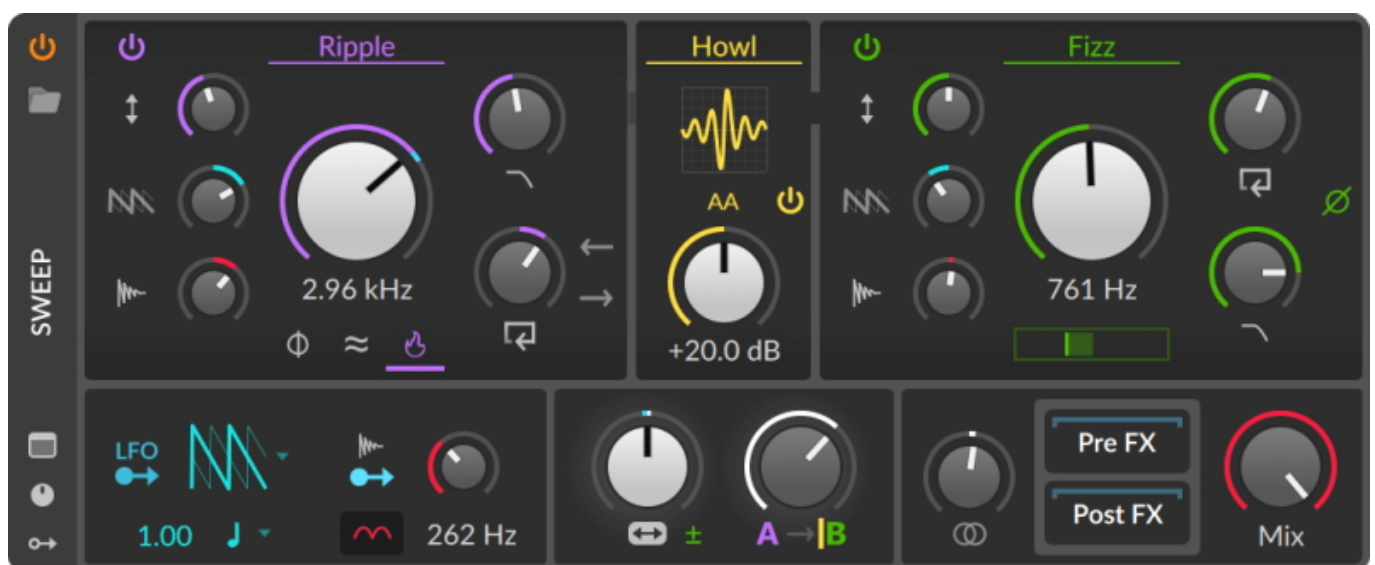 SWEEP
Ripple
2.96 kHz
Howl
AA
+20.0 dB
Fizz
761 Hz
LFO
1.00
262 Hz
±
A → B
Pre FX
Post FX
Mix